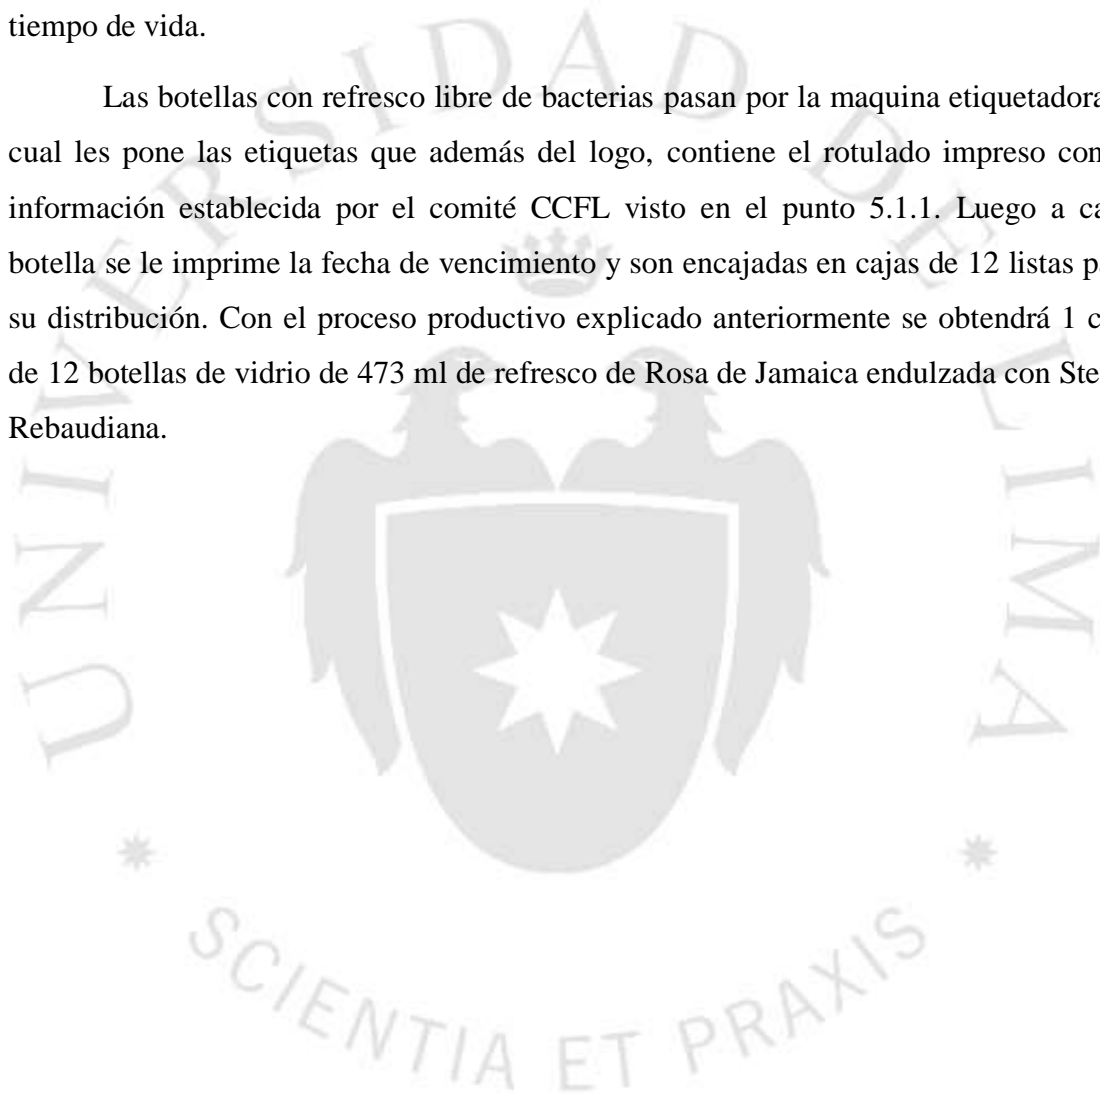 tiempo de vida.
Las botellas con refresco libre de bacterias pasan por la maquina etiquetadora
cual les pone las etiquetas que además del logo, contiene el rotulado impreso con
información establecida por el comité CCFL visto en el punto 5.1.1. Luego a ca
botella se le imprime la fecha de vencimiento y son encajadas en cajas de 12 listas p
su distribución. Con el proceso productivo explicado anteriormente se obtendrá 1 c
de 12 botellas de vidrio de 473 ml de refresco de Rosa de Jamaica endulzada con Ste
Rebaudiana.
UNIVERSIDAD DE LIMA
SCIENTIA ET PRAXIS